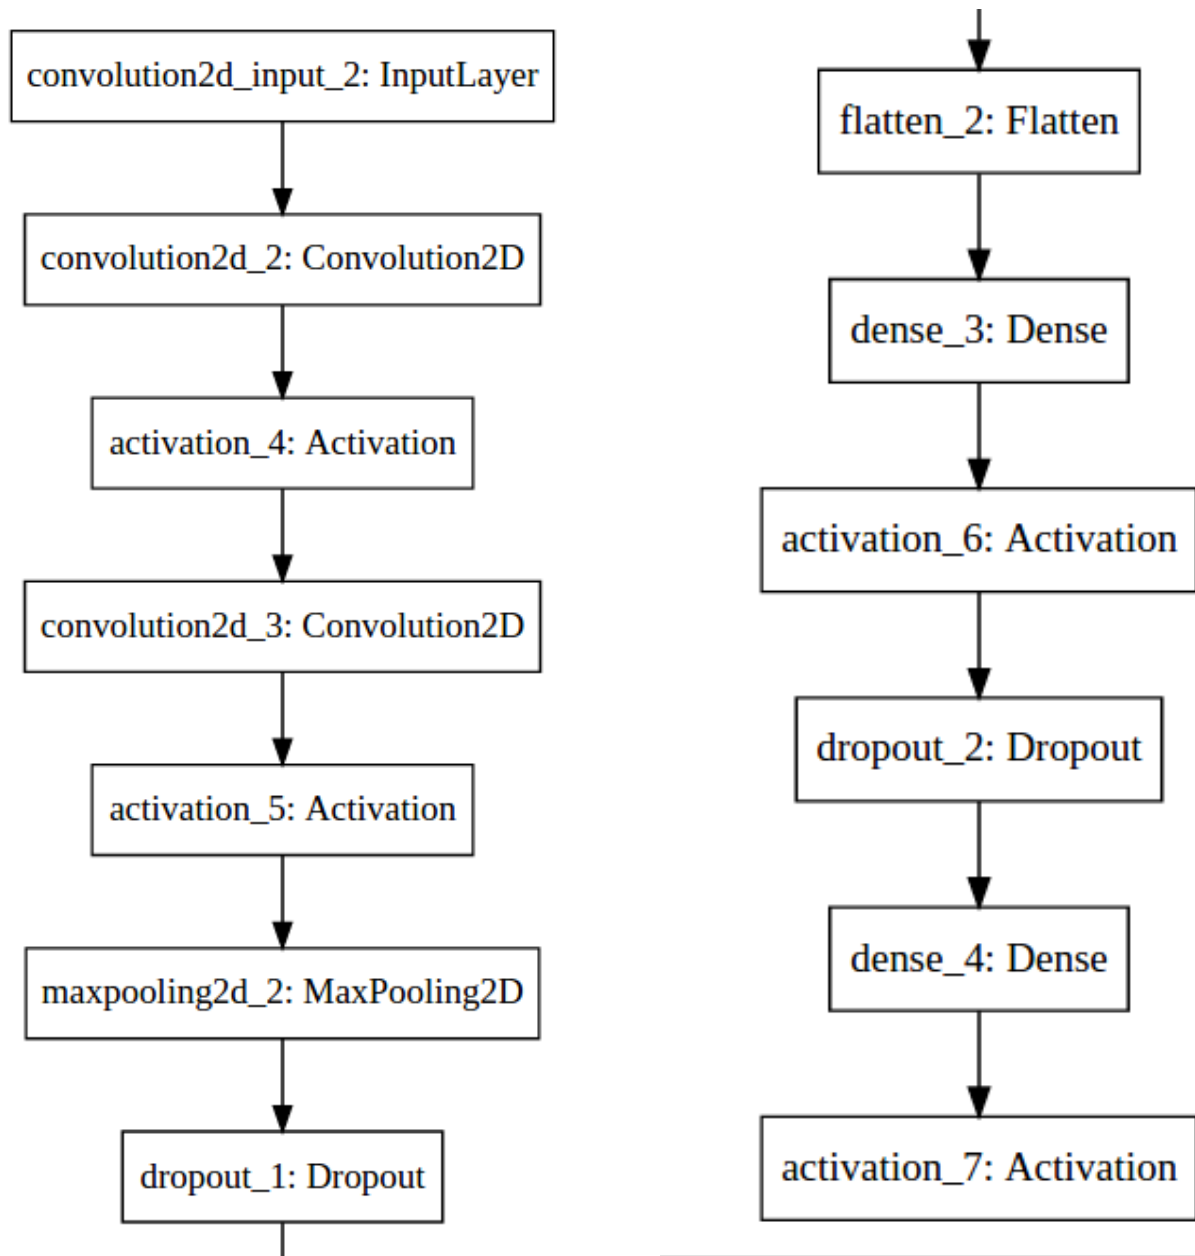 convolution2d_input_2: InputLayer
convolution2d_2: Convolution2D
activation_4: Activation
convolution2d_3: Convolution2D
activation_5: Activation
maxpooling2d_2: MaxPooling2D
dropout_1: Dropout
flatten_2: Flatten
dense_3: Dense
activation_6: Activation
dropout_2: Dropout
dense_4: Dense
activation_7: Activation